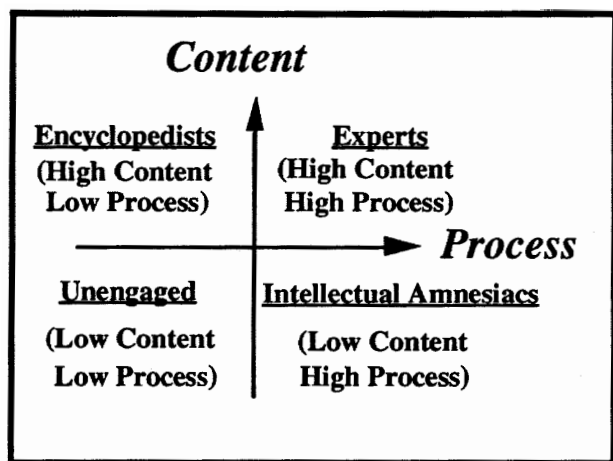 Content
Encyclopedists
(High Content
Low Process)
Experts
(High Content
High Process)
Process
Unengaged
(Low Content
Low Process)
Intellectual Amnesiacs
(Low Content
High Process)